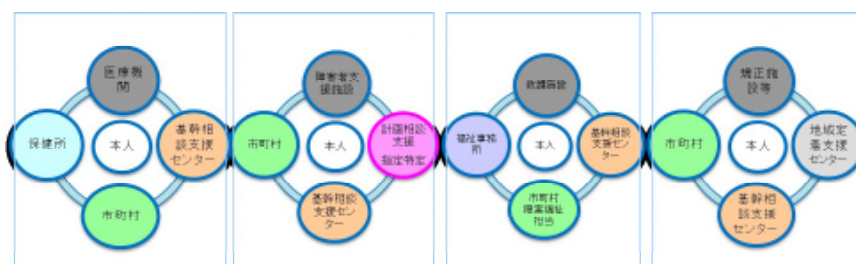 医療機
関
保健所
本人
基幹相
談支援
センター
市町村
障害者支
援施設
市町村
本人
計画相談
支援
指定特定
基幹相談
支援セン
ター
救護施設
福祉事務
所
本人
基幹相談
支援セン
ター
市町村
障害福祉
担当
矯正施
設等
市町村
本人
地域定
着支援
センター
基幹相
談支援
センター